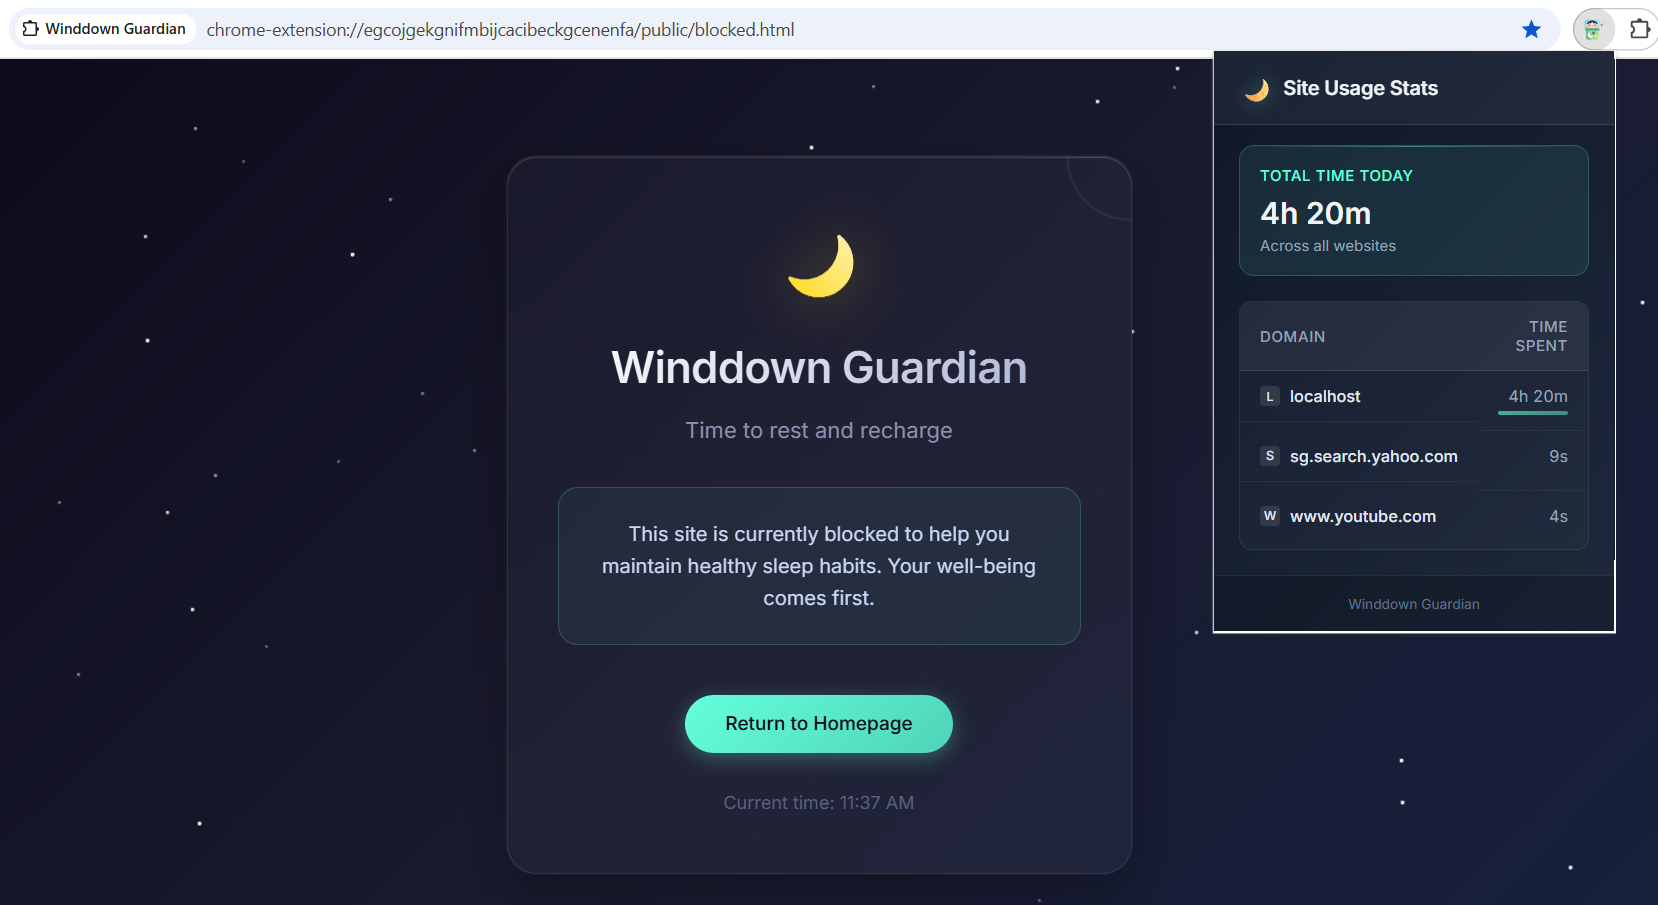 Winddown Guardian
chrome-extension://egcojgekgnifmbijcacibeckgcenenfa/public/blocked.html
Winddown Guardian
Time to rest and recharge
This site is currently blocked to help you
maintain healthy sleep habits. Your well-being
comes first.
Return to Homepage
Current time: 11:37 AM
Site Usage Stats
TOTAL TIME TODAY
4h 20m
Across all websites
DOMAIN
TIME
SPENT
L localhost 4h 20m
S sg.search.yahoo.com 9s
W www.youtube.com 4s
Winddown Guardian